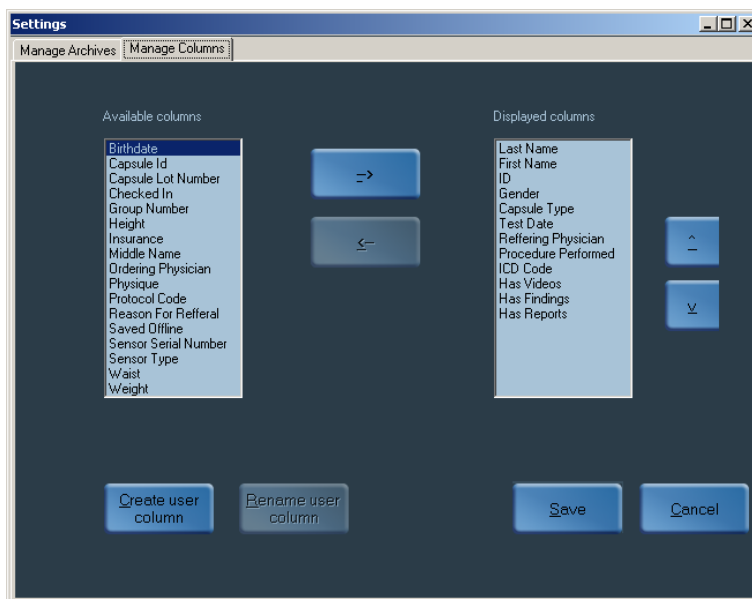 Settings
Manage Archives Manage Columns
Available columns
Birthdate
Capsule Id
Capsule Lot Number
Checked In
Group Number
Height
Insurance
Middle Name
Ordering Physician
Physique
Protocol Code
Reason For Refferal
Saved Offline
Sensor Serial Number
Sensor Type
Waist
Weight
=>
<=
Displayed columns
Last Name
First Name
ID
Gender
Capsule Type
Test Date
Reffering Physician
Procedure Performed
ICD Code
Has Videos
Has Findings
Has Reports
^
v
Create user
column
Rename user
column
Save
Cancel